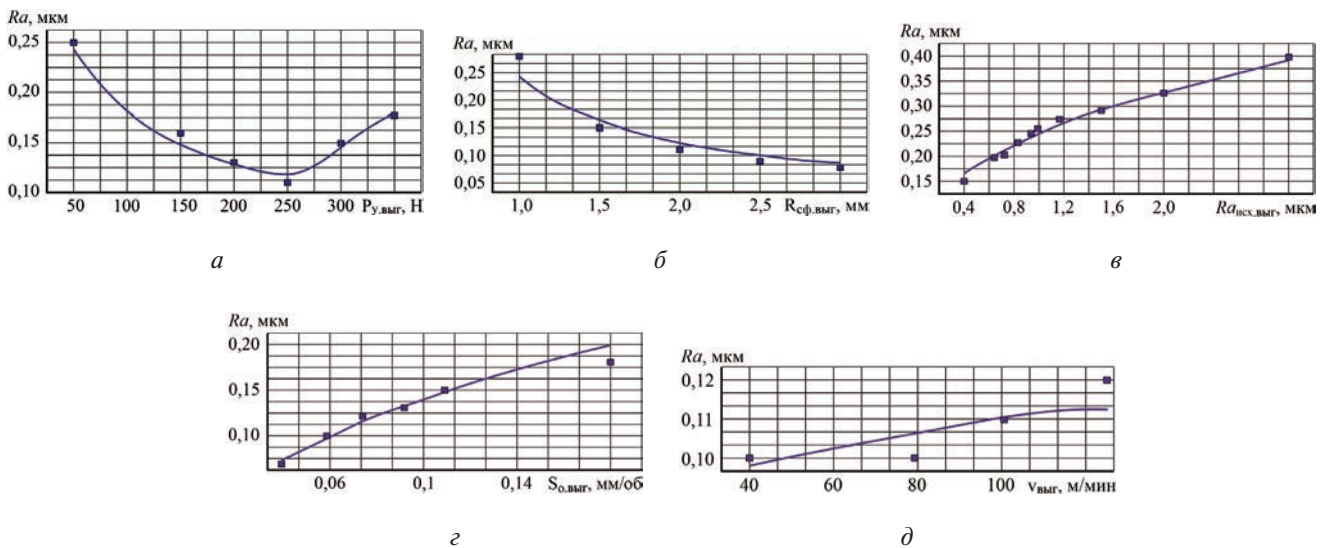 Ra, мкм
0,25
0,20
0,15
0,10
50 100 150 200 250 300 Pу.выг, Н
а
Ra, мкм
0,25
0,20
0,15
0,10
0,05
1,0 1,5 2,0 2,5 Rсф.выг, мм
б
Ra, мкм
0,40
0,30
0,25
0,20
0,15
0,4 0,8 1,2 1,6 2,0 Raисх.выг, мкм
в
Ra, мкм
0,20
0,15
0,10
0,06 0,1 0,14 Sо.выг, мм/об
г
Ra, мкм
0,12
0,11
0,10
40 60 80 100 vвыг, м/мин
д